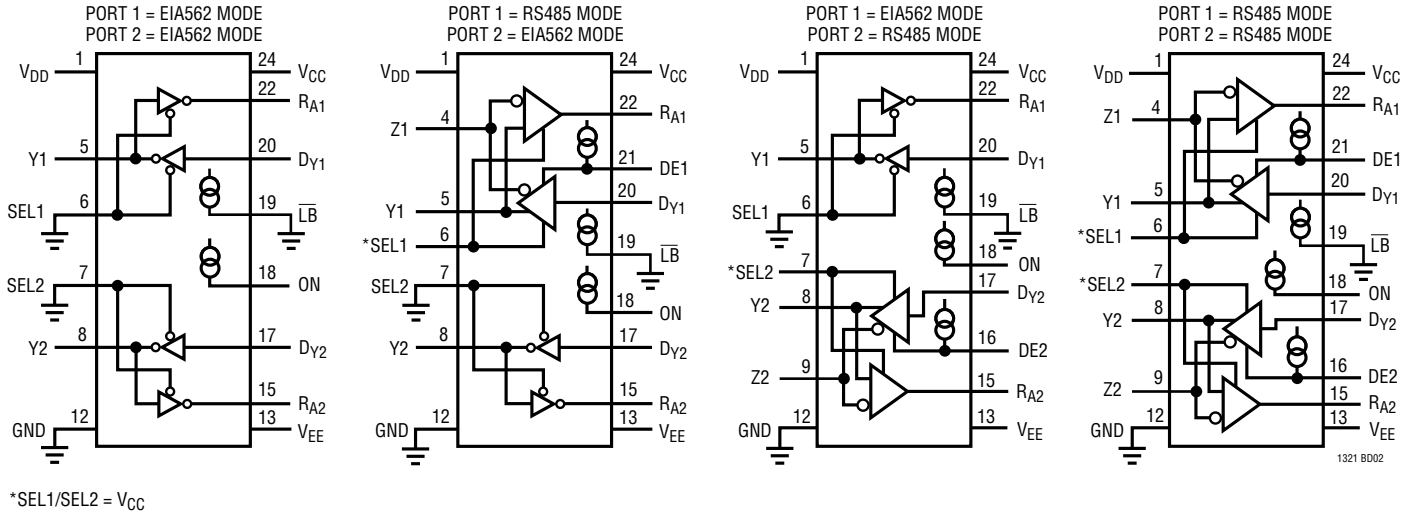 PORT 1 = EIA562 MODE
PORT 2 = EIA562 MODE
1
VDD
24
VCC
22
RA1
5
Y1
20
DY1
6
SEL1
19
LB
7
SEL2
18
ON
8
Y2
17
DY2
15
RA2
12
GND
13
VEE
PORT 1 = RS485 MODE
PORT 2 = EIA562 MODE
1
VDD
24
VCC
22
RA1
4
Z1
21
DE1
20
DY1
5
Y1
6
*SEL1
19
LB
7
SEL2
18
ON
8
Y2
17
DY2
15
RA2
12
GND
13
VEE
PORT 1 = EIA562 MODE
PORT 2 = RS485 MODE
1
VDD
24
VCC
22
RA1
5
Y1
20
DY1
6
SEL1
19
LB
18
ON
7
*SEL2
17
DY2
8
Y2
16
DE2
9
Z2
15
RA2
12
GND
13
VEE
PORT 1 = RS485 MODE
PORT 2 = RS485 MODE
1
VDD
24
VCC
22
RA1
4
Z1
21
DE1
20
DY1
5
Y1
6
*SEL1
19
LB
7
*SEL2
18
ON
8
Y2
17
DY2
16
DE2
9
Z2
15
RA2
12
GND
13
VEE
1321 BD02
*SEL1/SEL2 = VCC